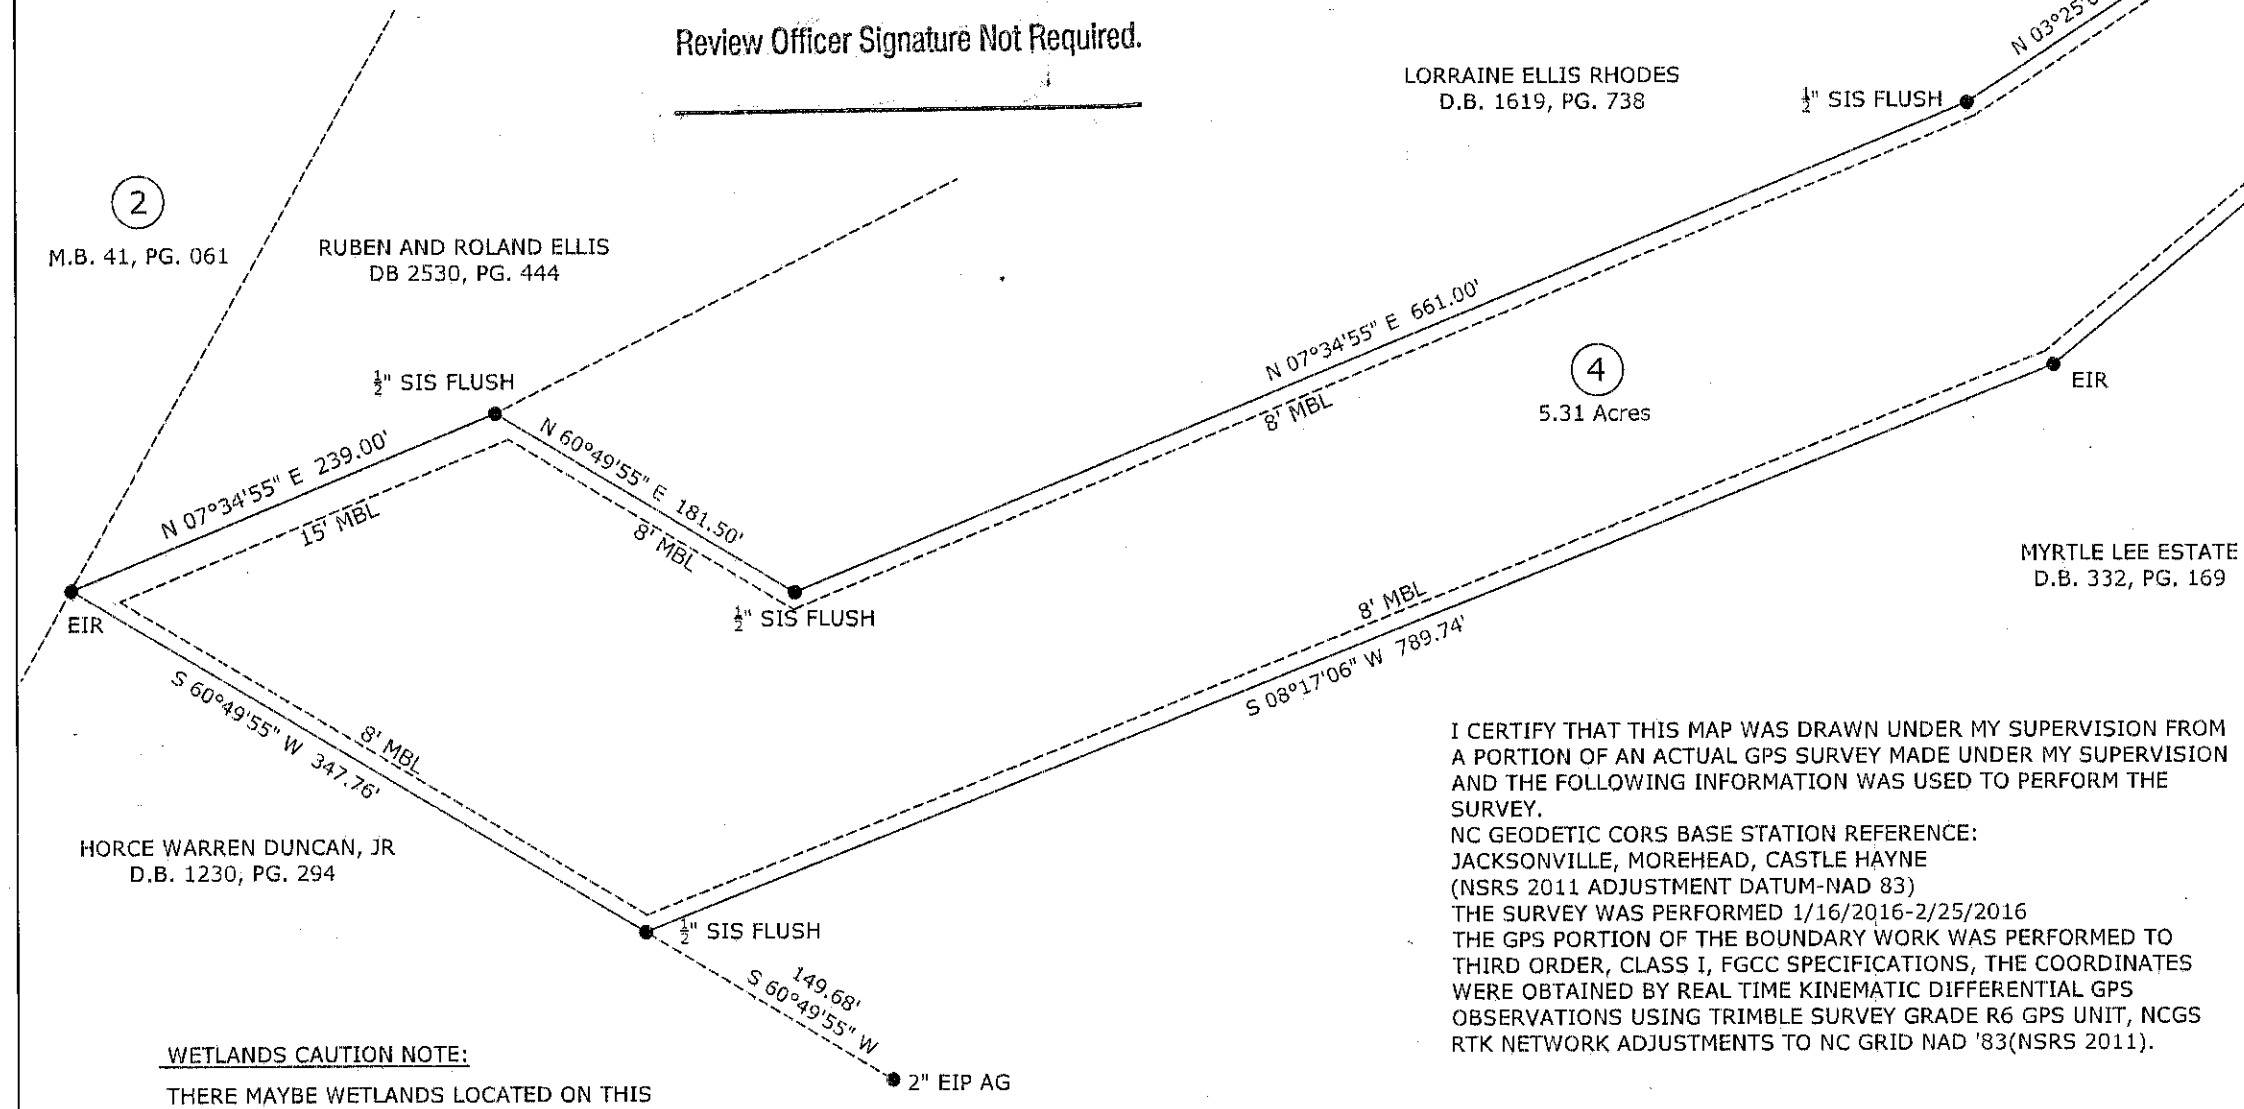 Review Officer Signature Not Required.
N 03°25'
LORRAINE ELLIS RHODES
D.B. 1619, PG. 738
½" SIS FLUSH
2
M.B. 41, PG. 061
RUBEN AND ROLAND ELLIS
DB 2530, PG. 444
N 07°34'55" E 661.00'
8' MBL
4
5.31 Acres
EIR
½" SIS FLUSH
N 07°34'55" E 239.00'
15' MBL
N 60°49'55" E 181.50'
8' MBL
½" SIS FLUSH
EIR
MYRTLE LEE ESTATE
D.B. 332, PG. 169
8' MBL
S 08°17'06" W 789.74'
S 60°49'55" W 347.76'
8' MBL
HORCE WARREN DUNCAN, JR
D.B. 1230, PG. 294
½" SIS FLUSH
149.68'
S 60°49'55" W
2" EIP AG
I CERTIFY THAT THIS MAP WAS DRAWN UNDER MY SUPERVISION FROM
A PORTION OF AN ACTUAL GPS SURVEY MADE UNDER MY SUPERVISION
AND THE FOLLOWING INFORMATION WAS USED TO PERFORM THE
SURVEY.
NC GEODETIC CORS BASE STATION REFERENCE:
JACKSONVILLE, MOREHEAD, CASTLE HAYNE
(NSRS 2011 ADJUSTMENT DATUM-NAD 83)
THE SURVEY WAS PERFORMED 1/16/2016-2/25/2016
THE GPS PORTION OF THE BOUNDARY WORK WAS PERFORMED TO
THIRD ORDER, CLASS I, FGCC SPECIFICATIONS, THE COORDINATES
WERE OBTAINED BY REAL TIME KINEMATIC DIFFERENTIAL GPS
OBSERVATIONS USING TRIMBLE SURVEY GRADE R6 GPS UNIT, NCGS
RTK NETWORK ADJUSTMENTS TO NC GRID NAD '83(NSRS 2011).
WETLANDS CAUTION NOTE:
THERE MAYBE WETLANDS LOCATED ON THIS